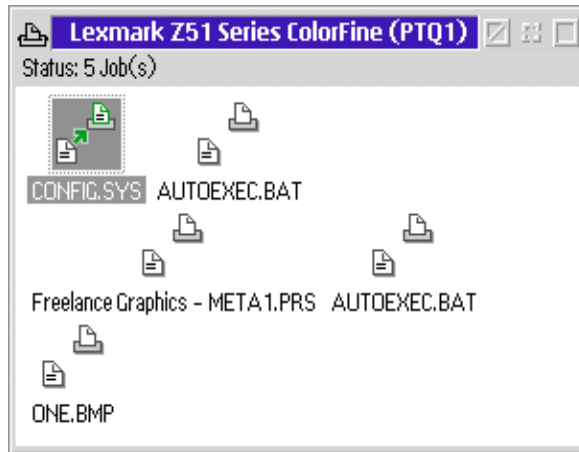 Lexmark Z51 Series ColorFine (PTQ1)
Status: 5 Job(s)
CONFIG.SYS AUTOEXEC.BAT
Freelance Graphics - META1.PRS AUTOEXEC.BAT
ONE.BMP